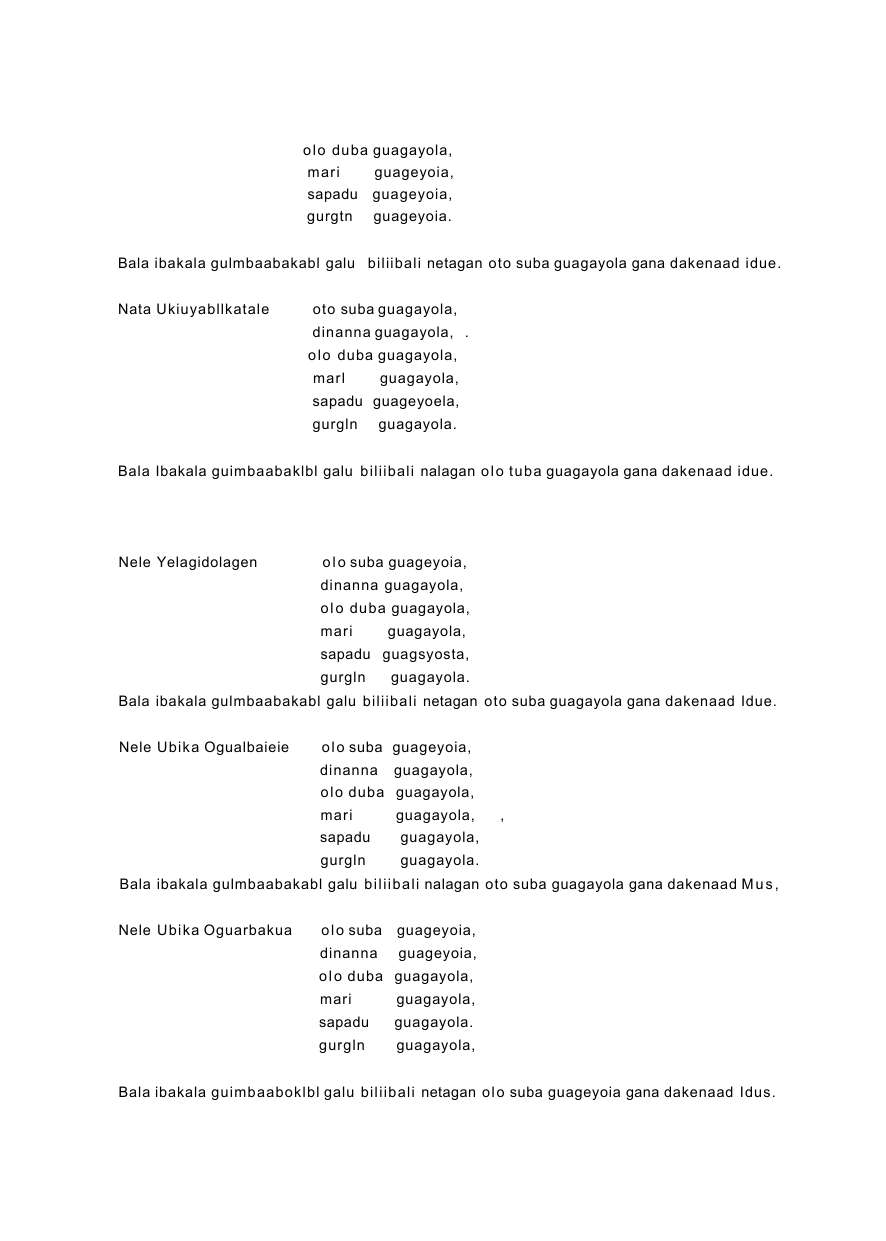 olo duba guagayola,
mari guageyoia,
sapadu guageyoia,
gurgtn guageyoia.
Bala ibakala gulmbaabakabl galu biliibali netagan oto suba guagayola gana dakenaad idue.
Nata Ukiuyabllkatale oto suba guagayola,
dinanna guagayola, .
olo duba guagayola,
marl guagayola,
sapadu guageyoela,
gurgln guagayola.
Bala Ibakala guimbaabaklbl galu biliibali nalagan olo tuba guagayola gana dakenaad idue.
Nele Yelagidolagen olo suba guageyoia,
dinanna guagayola,
olo duba guagayola,
mari guagayola,
sapadu guagsyosta,
gurgln guagayola.
Bala ibakala gulmbaabakabl galu biliibali netagan oto suba guagayola gana dakenaad Idue.
Nele Ubika Ogualbaieie olo suba guageyoia,
dinanna guagayola,
olo duba guagayola,
mari guagayola, ,
sapadu guagayola,
gurgln guagayola.
Bala ibakala gulmbaabakabl galu biliibali nalagan oto suba guagayola gana dakenaad Mus,
Nele Ubika Oguarbakua olo suba guageyoia,
dinanna guageyoia,
olo duba guagayola,
mari guagayola,
sapadu guagayola.
gurgln guagayola,
Bala ibakala guimbaaboklbl galu biliibali netagan olo suba guageyoia gana dakenaad Idus.